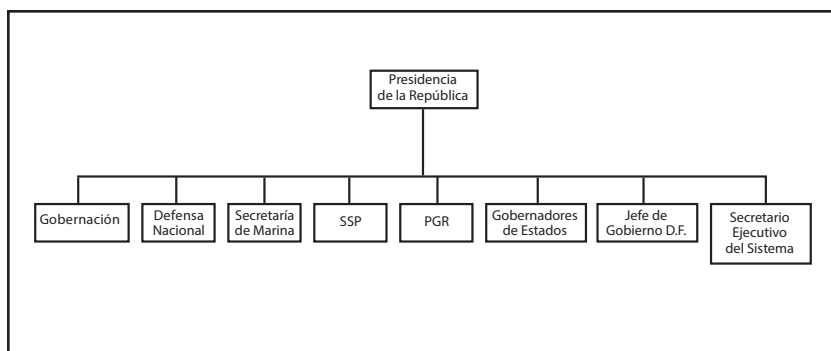 Presidencia
de la República
Gobernación
Defensa
Nacional
Secretaría
de Marina
SSP
PGR
Gobernadores
de Estados
Jefe de
Gobierno D.F.
Secretario
Ejecutivo
del Sistema